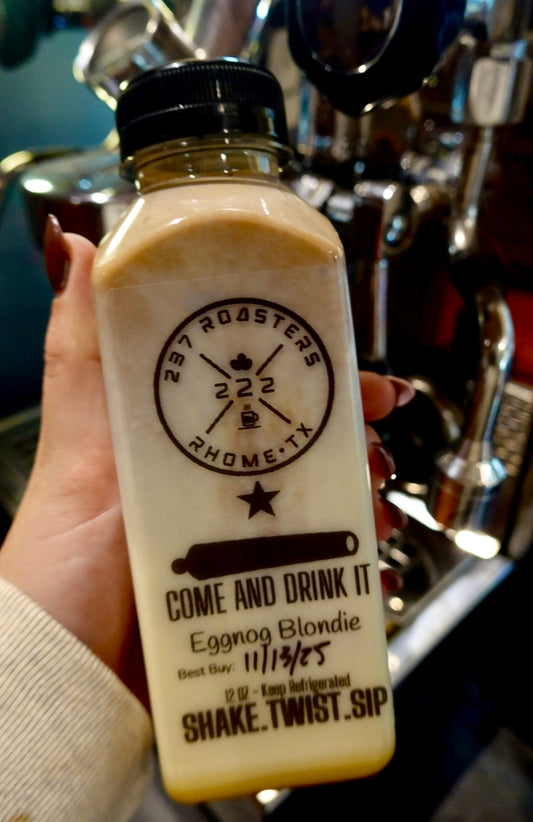 237 ROASTERS
222
RHOME • TX
COME AND DRINK IT
Eggnog Blondie
Best Buy: 11/13/25
12 OZ - Keep Refrigerated
SHAKE.TWIST.SIP